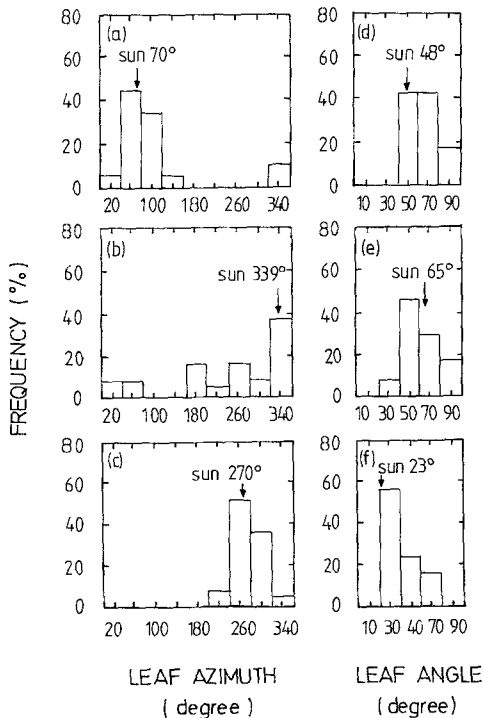 FREQUENCY (%)
80
60
40
20
0
(a)
sun 70°
20 100 180 260 340
80
60
40
20
0
(d)
sun 48°
10 30 50 70 90
80
60
40
20
0
(b)
sun 339°
20 100 180 260 340
80
60
40
20
0
(e)
sun 65°
10 30 50 70 90
80
60
40
20
0
(c)
sun 270°
20 100 180 260 340
80
60
40
20
0
(f)
sun 23°
10 30 40 70 90
LEAF AZIMUTH
(degree)
LEAF ANGLE
(degree)